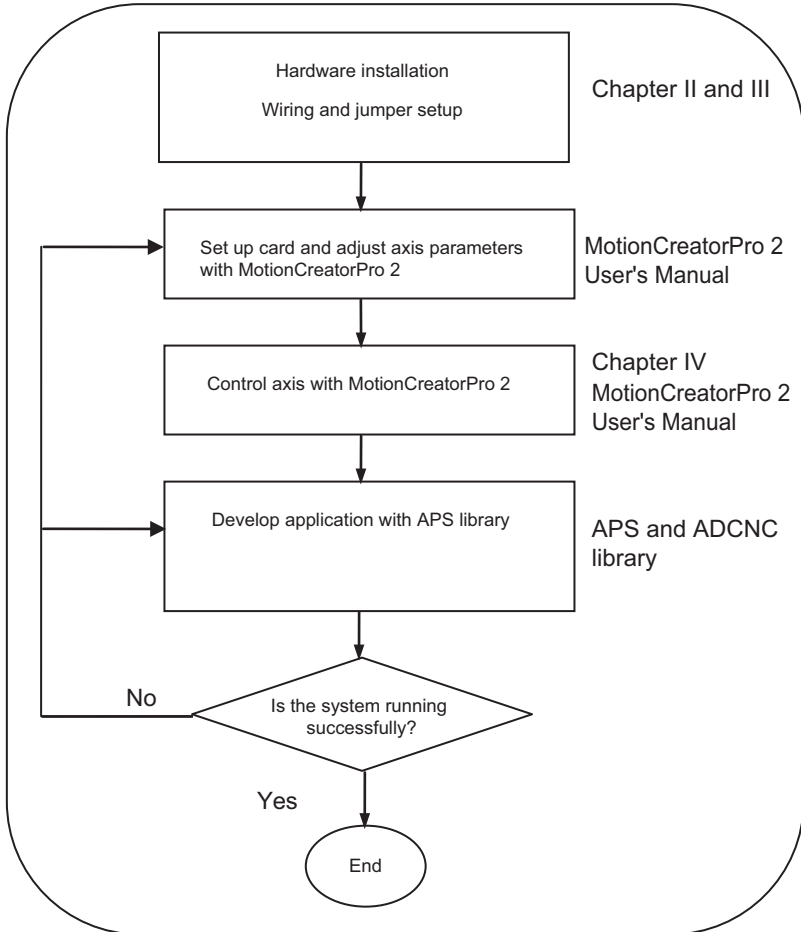 Hardware installation
Wiring and jumper setup
Chapter II and III
Set up card and adjust axis parameters
with MotionCreatorPro 2
MotionCreatorPro 2
User's Manual
Control axis with MotionCreatorPro 2
Chapter IV
MotionCreatorPro 2
User's Manual
Develop application with APS library
APS and ADCNC
library
Is the system running
successfully?
No
Yes
End